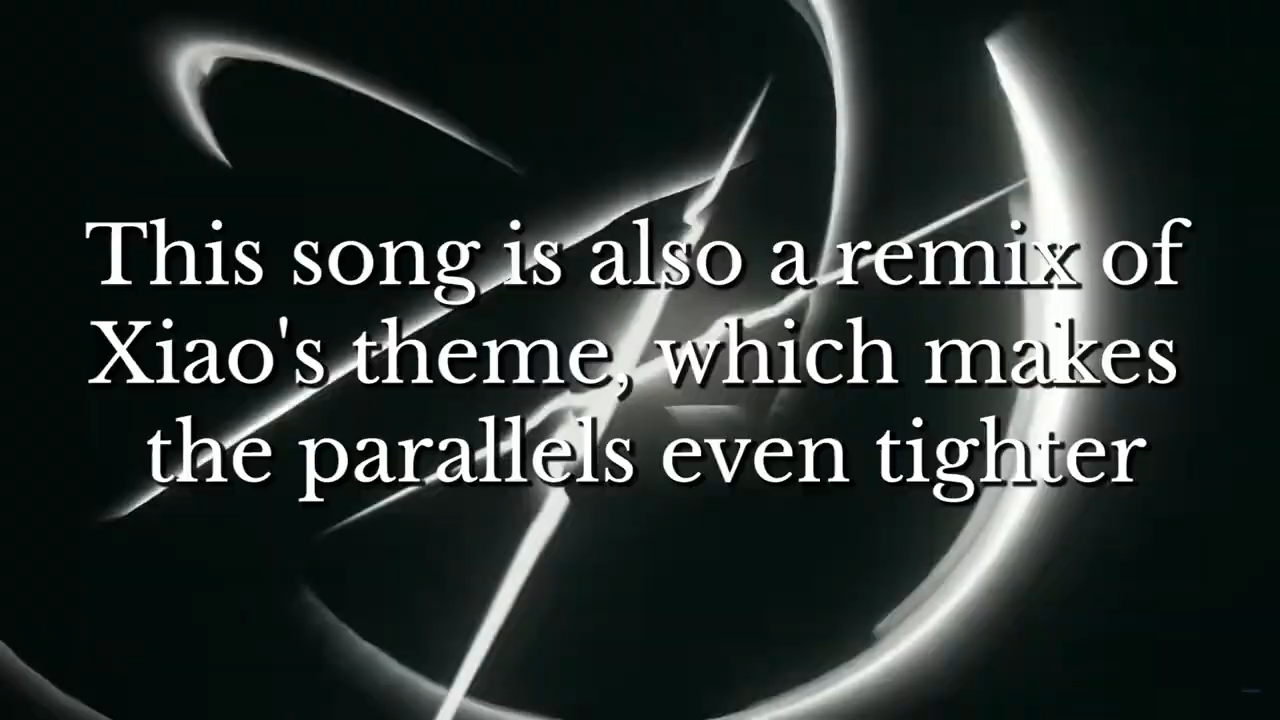 This song is also a remix of
Xiao's theme, which makes
the parallels even tighter